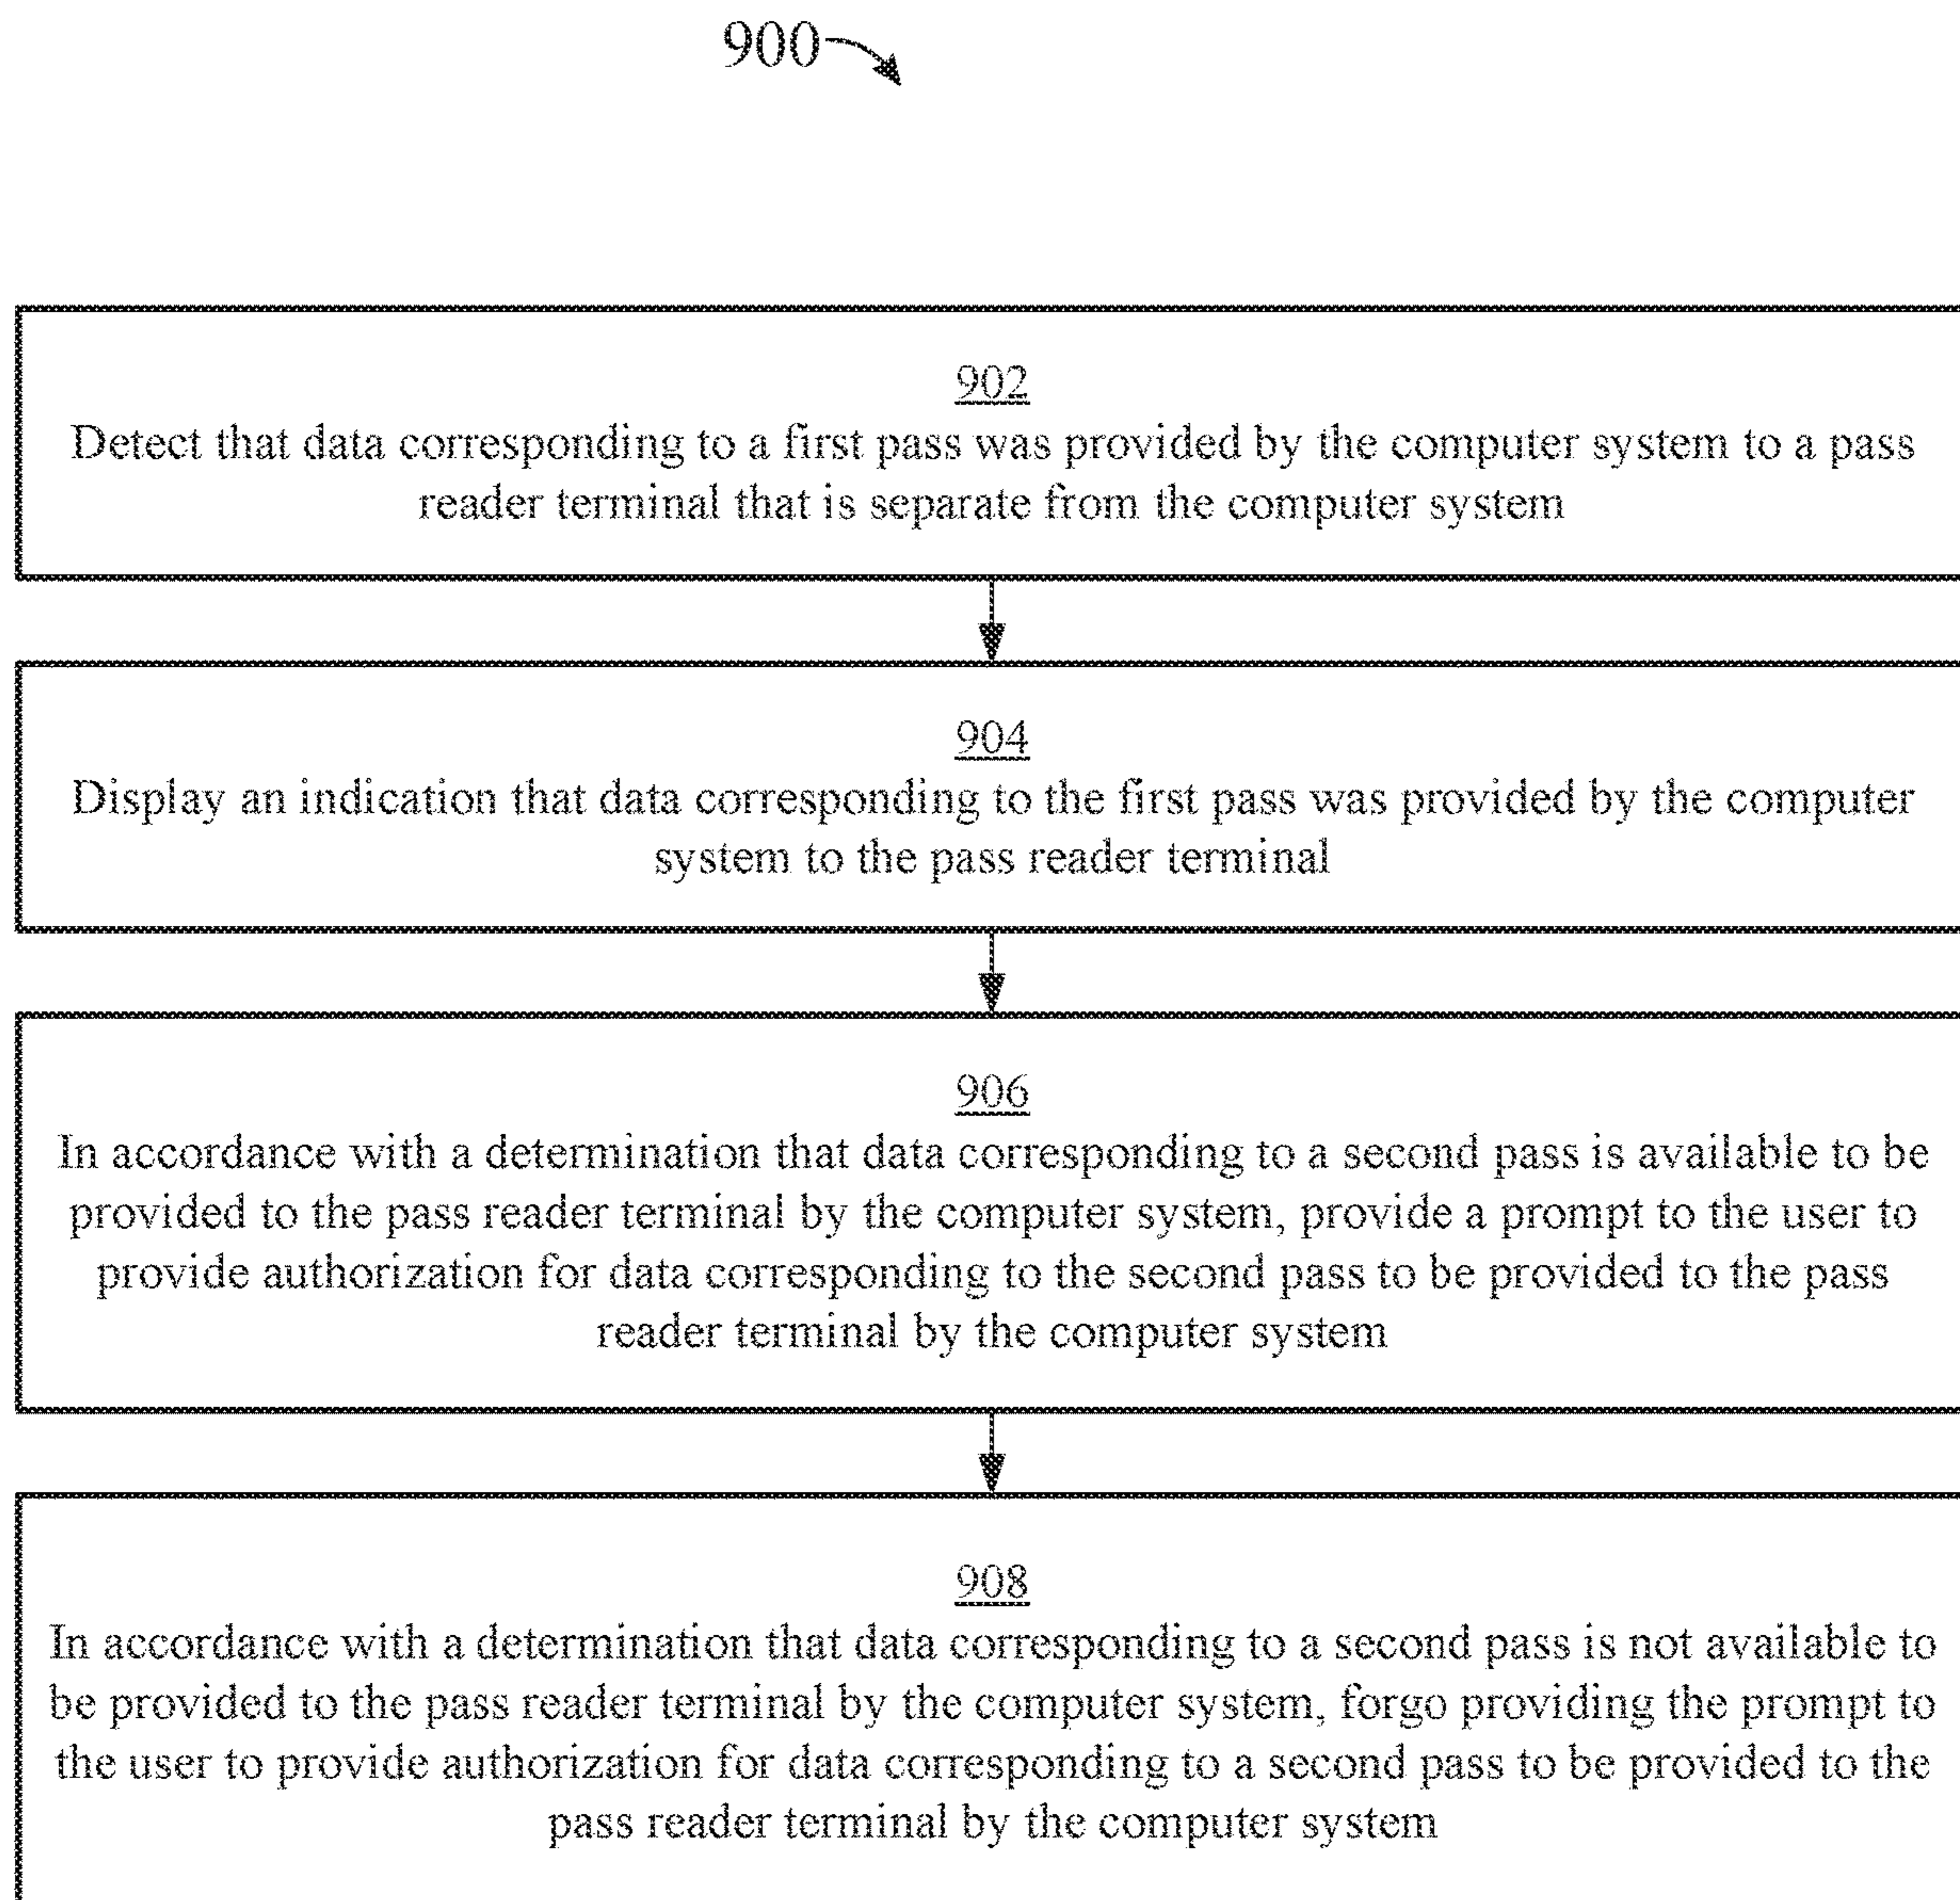 900
902
Detect that data corresponding to a first pass was provided by the computer system to a pass
reader terminal that is separate from the computer system
904
Display an indication that data corresponding to the first pass was provided by the computer
system to the pass reader terminal
906
In accordance with a determination that data corresponding to a second pass is available to be
provided to the pass reader terminal by the computer system, provide a prompt to the user to
provide authorization for data corresponding to the second pass to be provided to the pass
reader terminal by the computer system
908
In accordance with a determination that data corresponding to a second pass is not available to
be provided to the pass reader terminal by the computer system, forgo providing the prompt to
the user to provide authorization for data corresponding to a second pass to be provided to the
pass reader terminal by the computer system